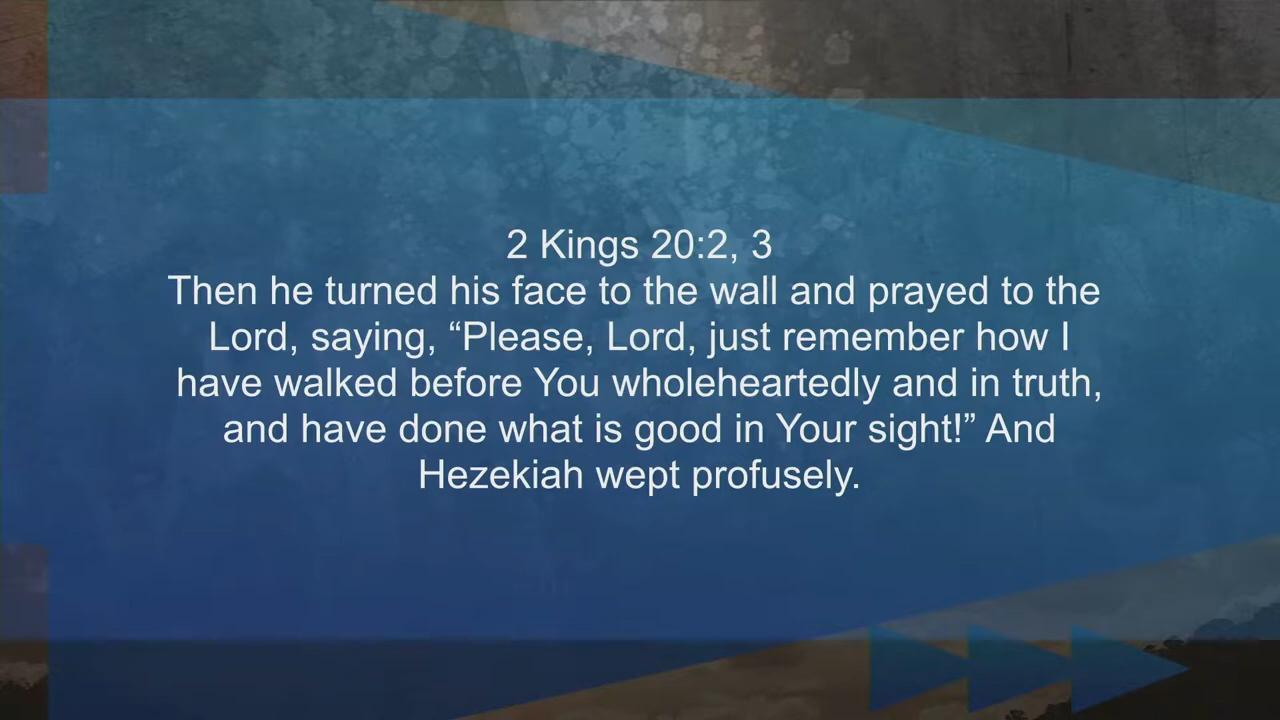 2 Kings 20:2, 3
Then he turned his face to the wall and prayed to the
Lord, saying, “Please, Lord, just remember how I
have walked before You wholeheartedly and in truth,
and have done what is good in Your sight!” And
Hezekiah wept profusely.